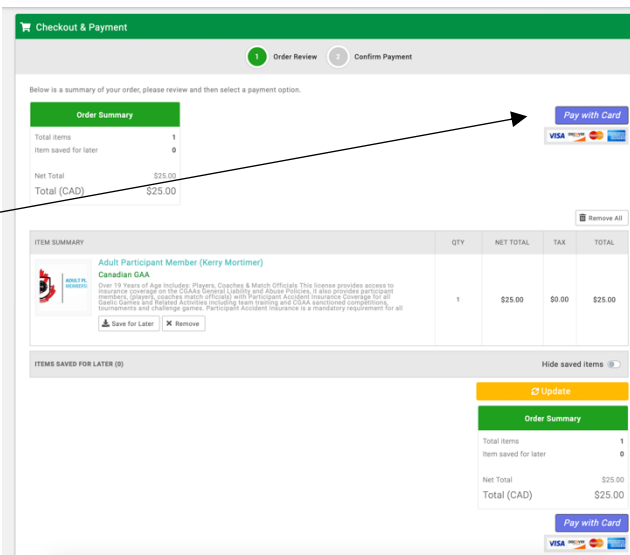 Checkout & Payment
1 Order Review 2 Confirm Payment
Below is a summary of your order, please review and then select a payment option.
Order Summary
Pay with Card
Total items 1
VISA DISCOVER
Item saved for later 0
Net Total $25.00
Total (CAD) $25.00
Remove All
ITEM SUMMARY QTY NET TOTAL TAX TOTAL
Adult Participant Member (Kerry Mortimer)
Canadian GAA
ADULT PL
MEMBERS
Over 19 Years of Age Includes: Players, Coaches & Match Officials This license provides access to
insurance coverage on the CGAAs General Liability and Abuse Policies, it also provides participant
members, (players, coaches match officials) with Participant Accident Insurance Coverage for all
Gaelic Games and Related Activities including team training and CGAA sanctioned competitions,
tournaments and challenge games. Participant Accident Insurance is a mandatory requirement for all
1 $25.00 $0.00 $25.00
Save for Later Remove
ITEMS SAVED FOR LATER (0) Hide saved items
Update
Order Summary
Total items 1
Item saved for later 0
Net Total $25.00
Total (CAD) $25.00
Pay with Card
VISA DISCOVER